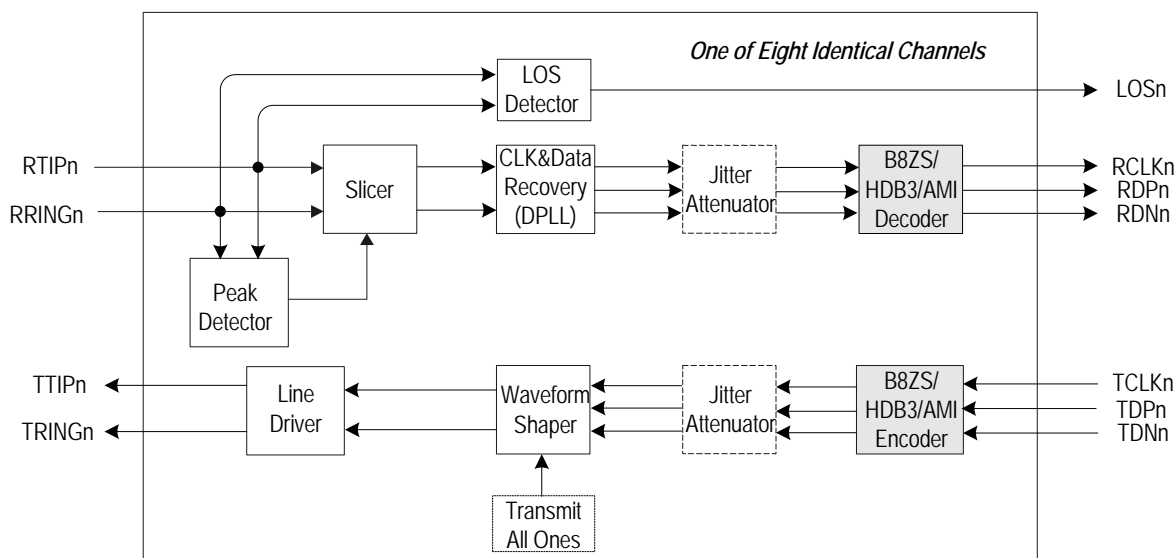 One of Eight Identical Channels
LOS
Detector
LOSn
RTIPn
RRINGn
Slicer
CLK&Data
Recovery
(DPLL)
Jitter
Attenuator
B8ZS/
HDB3/AMI
Decoder
RCLKn
RDPn
RDNn
Peak
Detector
TTIPn
TRINGn
Line
Driver
Waveform
Shaper
Jitter
Attenuator
B8ZS/
HDB3/AMI
Encoder
TCLKn
TDPn
TDNn
Transmit
All Ones